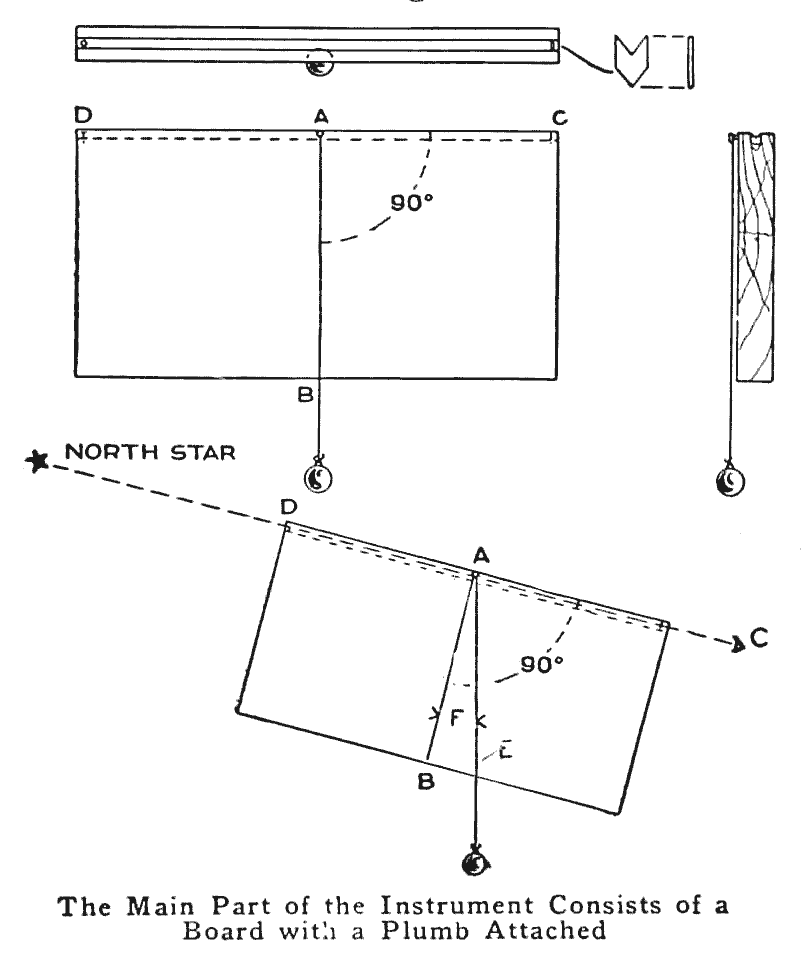 D A C
90°
B
NORTH STAR
D
A
C
90°
F
E
B
The Main Part of the Instrument Consists of a
Board with a Plumb Attached